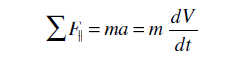 ∑F∥ = ma = m dV/dt